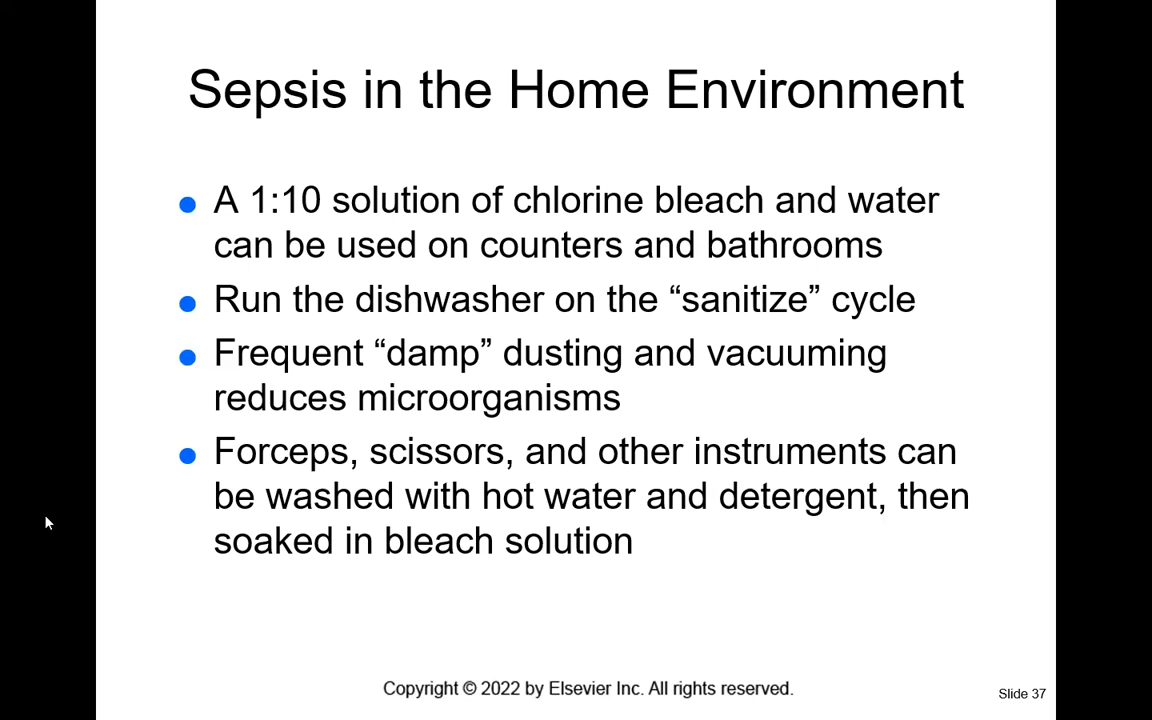 Sepsis in the Home Environment
● A 1:10 solution of chlorine bleach and water
can be used on counters and bathrooms
● Run the dishwasher on the “sanitize” cycle
● Frequent “damp” dusting and vacuuming
reduces microorganisms
● Forceps, scissors, and other instruments can
be washed with hot water and detergent, then
soaked in bleach solution
Copyright © 2022 by Elsevier Inc. All rights reserved.
Slide 37